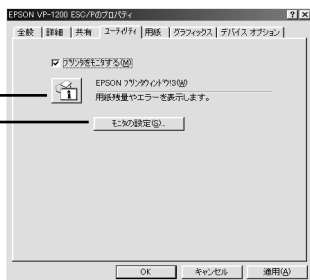 EPSON VP-1200 ESC/Pのプロパティ
全般 詳細 共有 ユーティリティ 用紙 グラフィックス デバイス オプション
プリンタをモニタする(M)
EPSON プリンタウィンドウ!3(W)
用紙残量やエラーを表示します。
モニタの設定(S)...
OK キャンセル 適用(A)